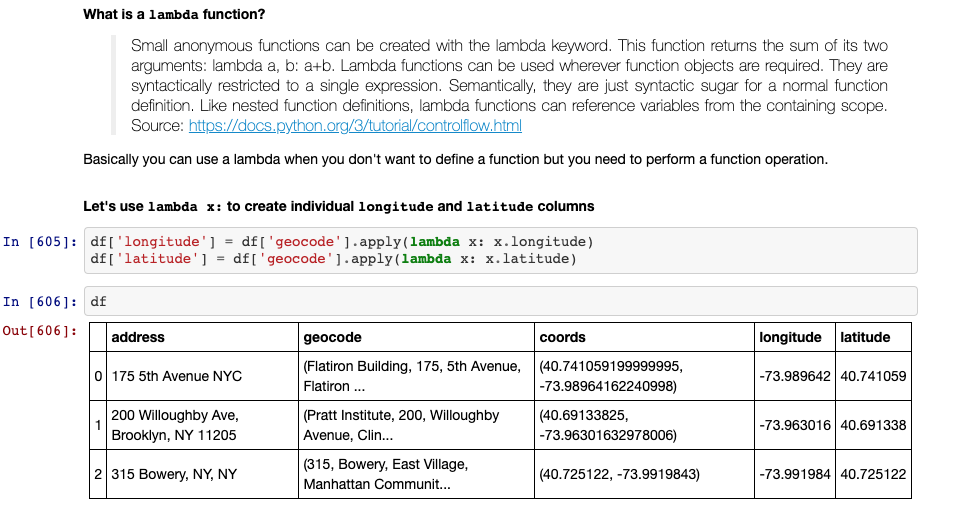 What is a lambda function?
Small anonymous functions can be created with the lambda keyword. This function returns the sum of its two
arguments: lambda a, b: a+b. Lambda functions can be used wherever function objects are required. They are
syntactically restricted to a single expression. Semantically, they are just syntactic sugar for a normal function
definition. Like nested function definitions, lambda functions can reference variables from the containing scope.
Source: https://docs.python.org/3/tutorial/controlflow.html
Basically you can use a lambda when you don't want to define a function but you need to perform a function operation.
Let's use lambda x: to create individual longitude and latitude columns
In [605]: df['longitude'] = df['geocode'].apply(lambda x: x.longitude)
df['latitude'] = df['geocode'].apply(lambda x: x.latitude)
In [606]: df
Out[606]:
address geocode coords longitude latitude
0 175 5th Avenue NYC (Flatiron Building, 175, 5th Avenue, Flatiron ... (40.741059199999995, -73.98964162240998) -73.989642 40.741059
1 200 Willoughby Ave, Brooklyn, NY 11205 (Pratt Institute, 200, Willoughby Avenue, Clin... (40.69133825, -73.96301632978006) -73.963016 40.691338
2 315 Bowery, NY, NY (315, Bowery, East Village, Manhattan Communit... (40.725122, -73.9919843) -73.991984 40.725122